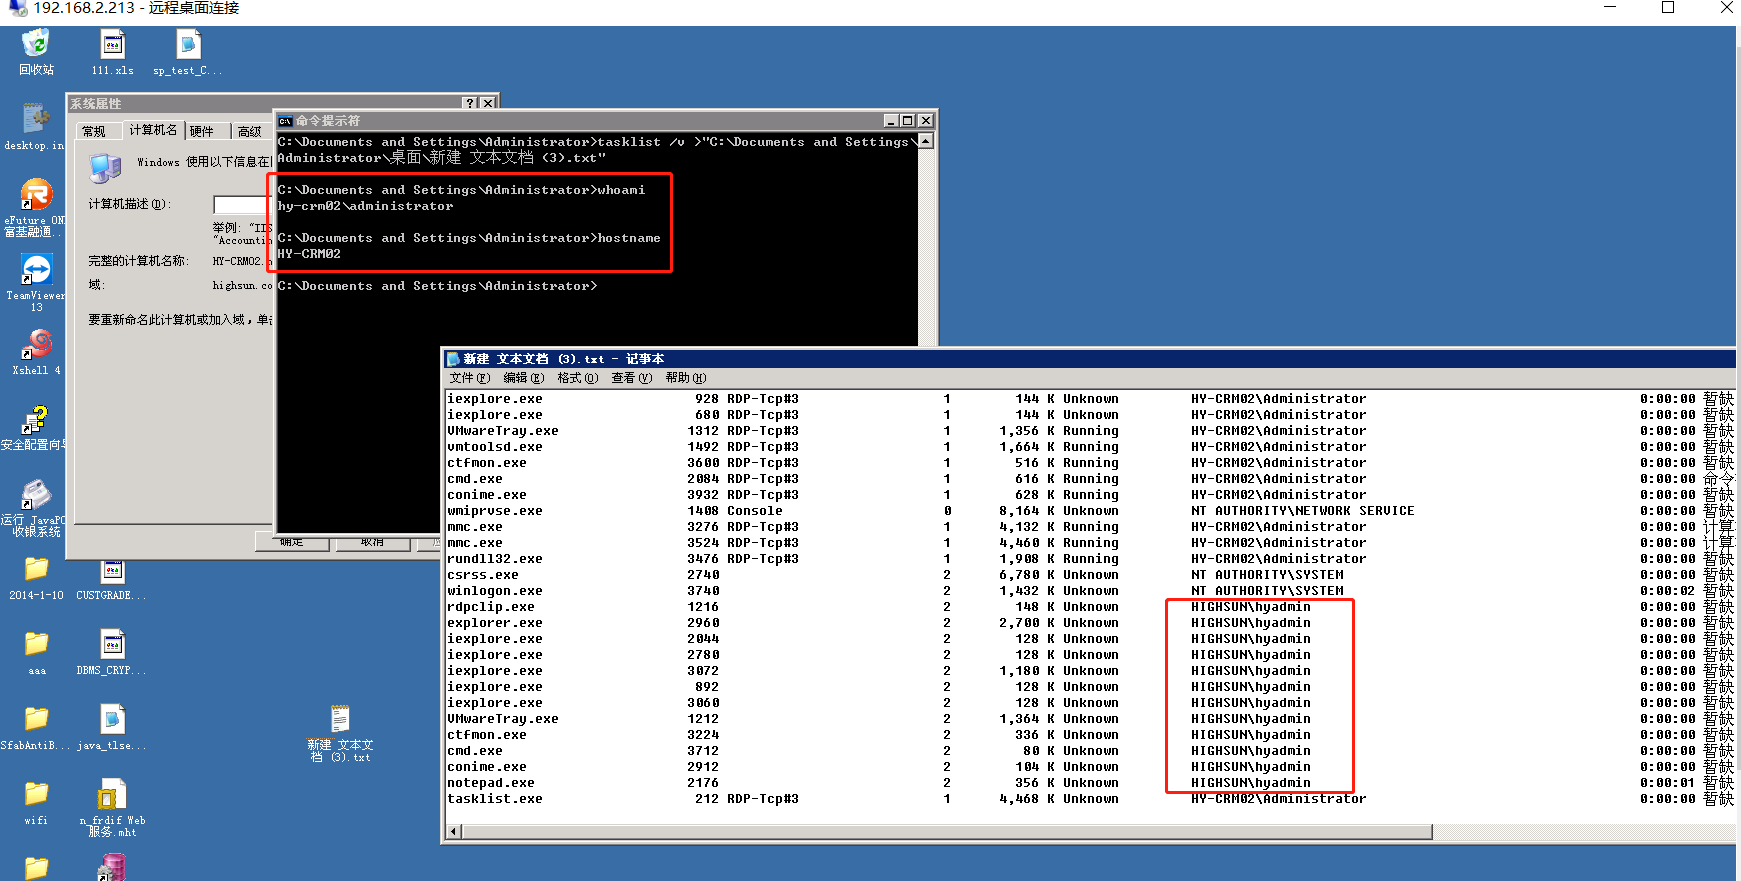 192.168.2.213 - 远程桌面连接
回收站
111.xls
sp_test_C...
desktop.in
eFuture ON
富基融通...
TeamViewer
13
Xshell 4
安全配置向导
运行 JavaPO
收银系统
2014-1-10
CUSTGRADE...
aaa
DBMS_CRYP...
SfabAntiB...
java_tlse...
wifi
n_frdif Web
服务.mht
新建 文本文
档 (3).txt
系统属性
常规
计算机名
硬件
高级
Windows 使用以下信息在
计算机描述(D):
举例: "IIS
"Accountin
完整的计算机名称:
HY-CRM02.
域:
highsun.co
要重新命名此计算机或加入域，单
确定
取消
命令提示符
C:\Documents and Settings\Administrator>tasklist /v >"C:\Documents and Settings\
Administrator\桌面\新建 文本文档 (3).txt"
C:\Documents and Settings\Administrator>whoami
hy-crm02\administrator
C:\Documents and Settings\Administrator>hostname
HY-CRM02
C:\Documents and Settings\Administrator>
新建 文本文档 (3).txt - 记事本
文件(F) 编辑(E) 格式(O) 查看(V) 帮助(H)
iexplore.exe 928 RDP-Tcp#3 1 144 K Unknown HY-CRM02\Administrator 0:00:00 暂缺
iexplore.exe 680 RDP-Tcp#3 1 144 K Unknown HY-CRM02\Administrator 0:00:00 暂缺
VMwareTray.exe 1312 RDP-Tcp#3 1 1,356 K Running HY-CRM02\Administrator 0:00:00 暂缺
vmtoolsd.exe 1492 RDP-Tcp#3 1 1,664 K Running HY-CRM02\Administrator 0:00:00 暂缺
ctfmon.exe 3600 RDP-Tcp#3 1 516 K Running HY-CRM02\Administrator 0:00:00 暂缺
cmd.exe 2084 RDP-Tcp#3 1 616 K Running HY-CRM02\Administrator 0:00:00 命令
conime.exe 3932 RDP-Tcp#3 1 628 K Running HY-CRM02\Administrator 0:00:00 暂缺
wmiprvse.exe 1408 Console 0 8,164 K Unknown NT AUTHORITY\NETWORK SERVICE 0:00:00 暂缺
mmc.exe 3276 RDP-Tcp#3 1 4,132 K Running HY-CRM02\Administrator 0:00:00 计算
mmc.exe 3524 RDP-Tcp#3 1 4,460 K Running HY-CRM02\Administrator 0:00:00 计算
rundll32.exe 3476 RDP-Tcp#3 1 1,908 K Running HY-CRM02\Administrator 0:00:00 暂缺
csrss.exe 2740 2 6,780 K Unknown NT AUTHORITY\SYSTEM 0:00:00 暂缺
winlogon.exe 3740 2 1,432 K Unknown NT AUTHORITY\SYSTEM 0:00:02 暂缺
rdpclip.exe 1216 2 148 K Unknown HIGHSUN\hyadmin 0:00:00 暂缺
explorer.exe 2960 2 2,700 K Unknown HIGHSUN\hyadmin 0:00:00 暂缺
iexplore.exe 2044 2 128 K Unknown HIGHSUN\hyadmin 0:00:00 暂缺
iexplore.exe 2780 2 128 K Unknown HIGHSUN\hyadmin 0:00:00 暂缺
iexplore.exe 3072 2 1,180 K Unknown HIGHSUN\hyadmin 0:00:00 暂缺
iexplore.exe 892 2 128 K Unknown HIGHSUN\hyadmin 0:00:00 暂缺
iexplore.exe 3060 2 128 K Unknown HIGHSUN\hyadmin 0:00:00 暂缺
VMwareTray.exe 1212 2 1,364 K Unknown HIGHSUN\hyadmin 0:00:00 暂缺
ctfmon.exe 3224 2 336 K Unknown HIGHSUN\hyadmin 0:00:00 暂缺
cmd.exe 3712 2 80 K Unknown HIGHSUN\hyadmin 0:00:00 暂缺
conime.exe 2912 2 104 K Unknown HIGHSUN\hyadmin 0:00:00 暂缺
notepad.exe 2176 2 356 K Unknown HIGHSUN\hyadmin 0:00:01 暂缺
tasklist.exe 212 RDP-Tcp#3 1 4,468 K Unknown HY-CRM02\Administrator 0:00:00 暂缺